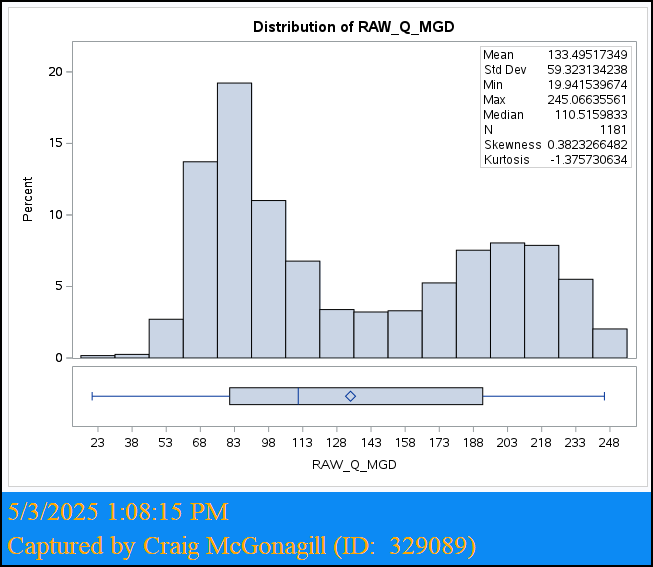 Distribution of RAW_Q_MGD
Mean 133.49517349
Std Dev 59.323134238
Min 19.941539674
Max 245.06635561
Median 110.5159833
N 1181
Skewness 0.3823266482
Kurtosis -1.375730634
20
15
10
5
0
Percent
23 38 53 68 83 98 113 128 143 158 173 188 203 218 233 248
RAW_Q_MGD
5/3/2025 1:08:15 PM
Captured by Craig McGonagill (ID: 329089)